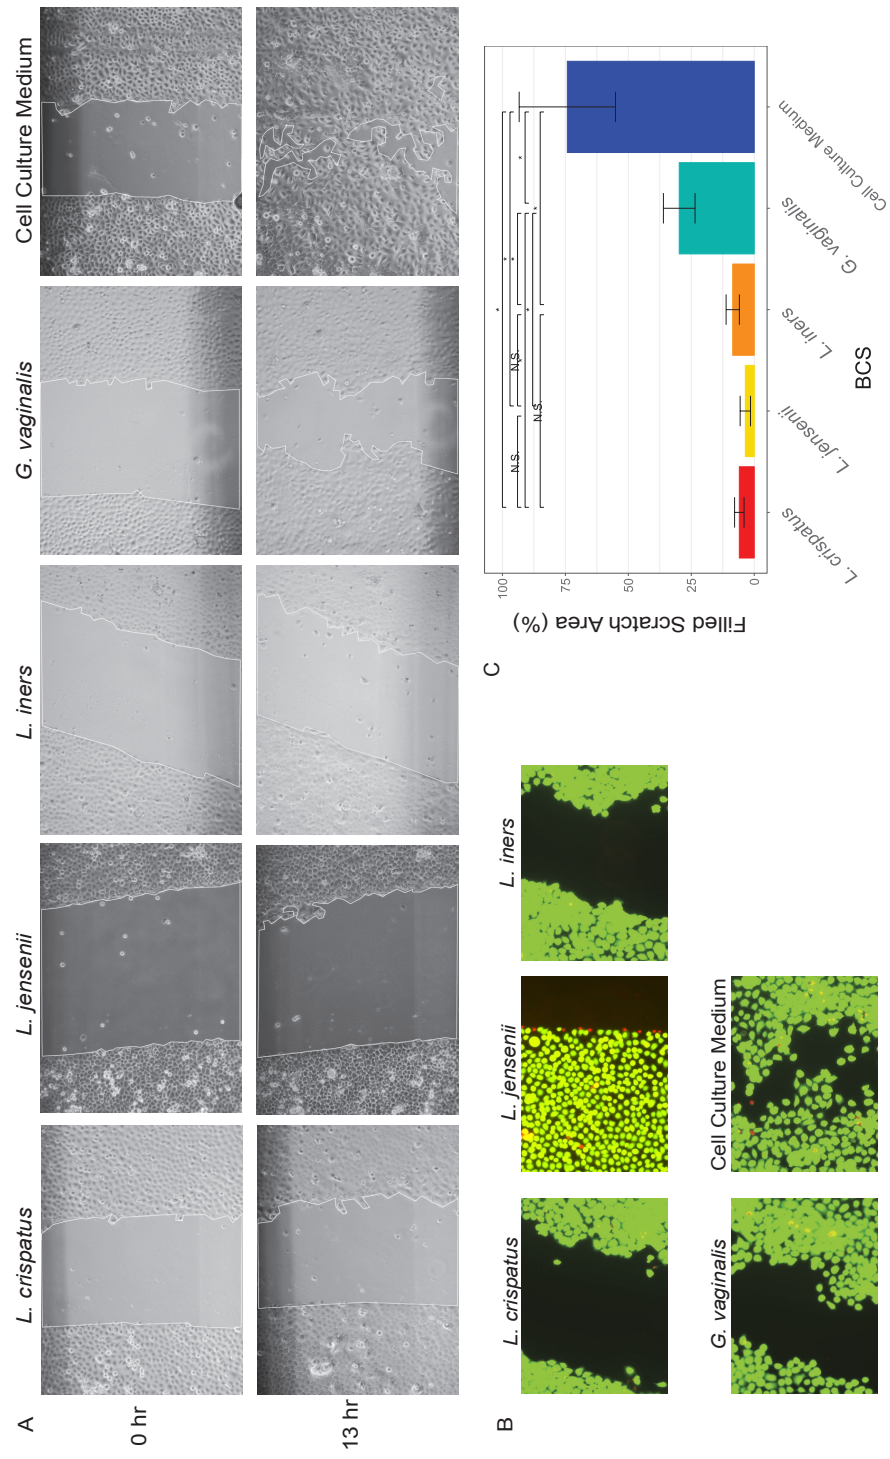 A
L. crispatus
L. jensenii
L. iners
G. vaginalis
Cell Culture Medium
0 hr
13 hr
B
L. crispatus
L. jensenii
L. iners
G. vaginalis
Cell Culture Medium
C
Filled Scratch Area (%)
100
75
50
25
0
*
*
*
N.S.
*
N.S.
*
*
N.S.
L. crispatus
L. jensenii
L. iners
G. vaginalis
Cell Culture Medium
BCS